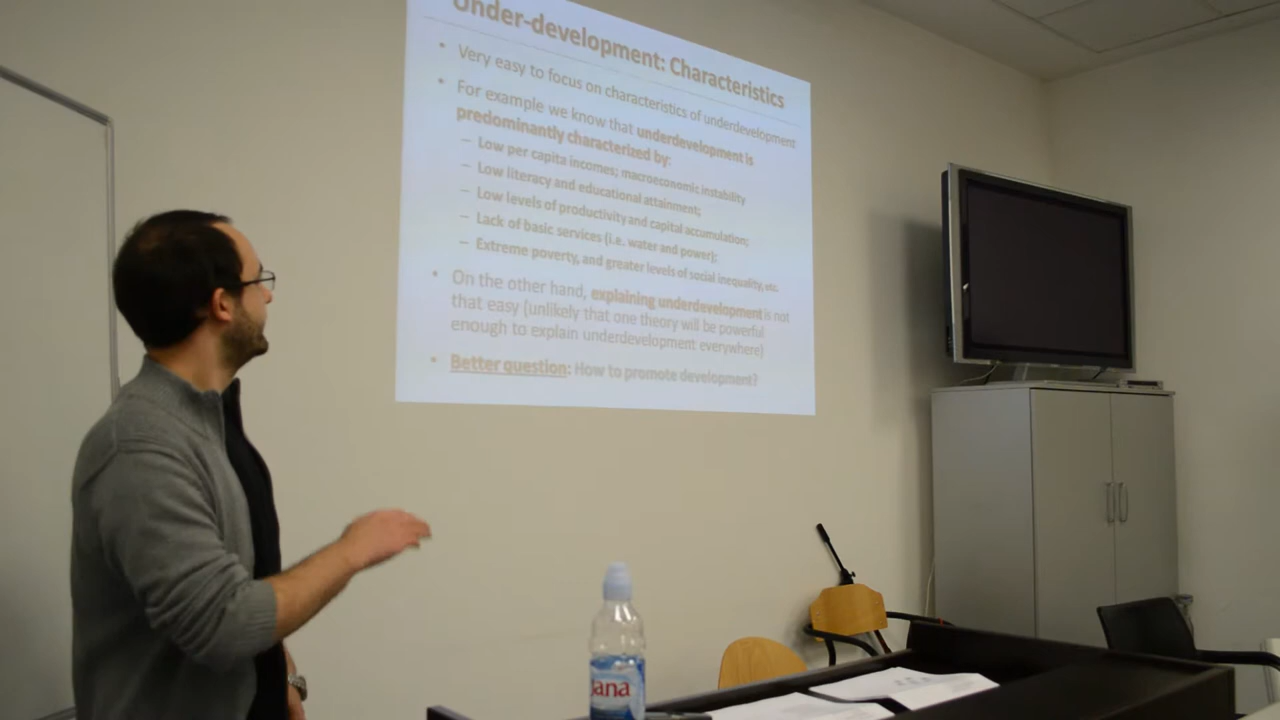 Under-development: Characteristics
• Very easy to focus on characteristics of underdevelopment
• For example we know that underdevelopment is
predominantly characterized by:
– Low per capita incomes; macroeconomic instability
– Low literacy and educational attainment;
– Low levels of productivity and capital accumulation;
– Lack of basic services (i.e. water and power);
– Extreme poverty, and greater levels of social inequality, etc.
• On the other hand, explaining underdevelopment is not
that easy (unlikely that one theory will be powerful
enough to explain underdevelopment everywhere)
• Better question: How to promote development?
jana